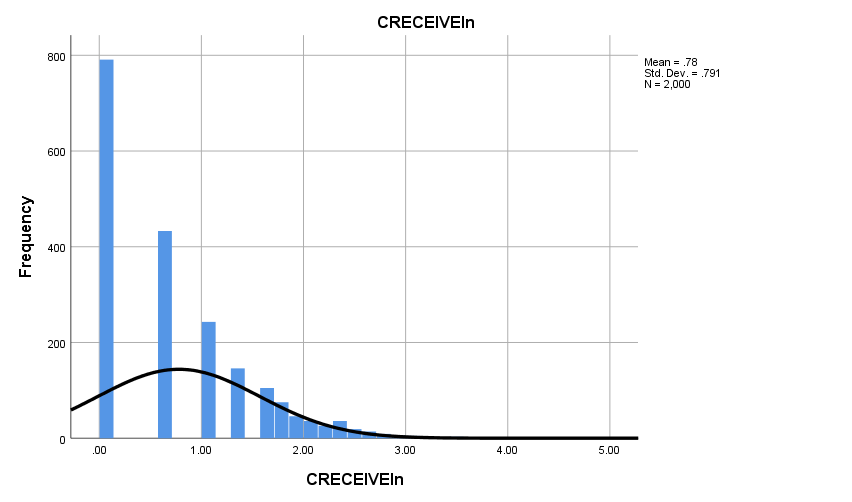 CRECEIVEln
Mean = .78
Std. Dev. = .791
N = 2,000
Frequency
800
600
400
200
0
.00 1.00 2.00 3.00 4.00 5.00
CRECEIVEln